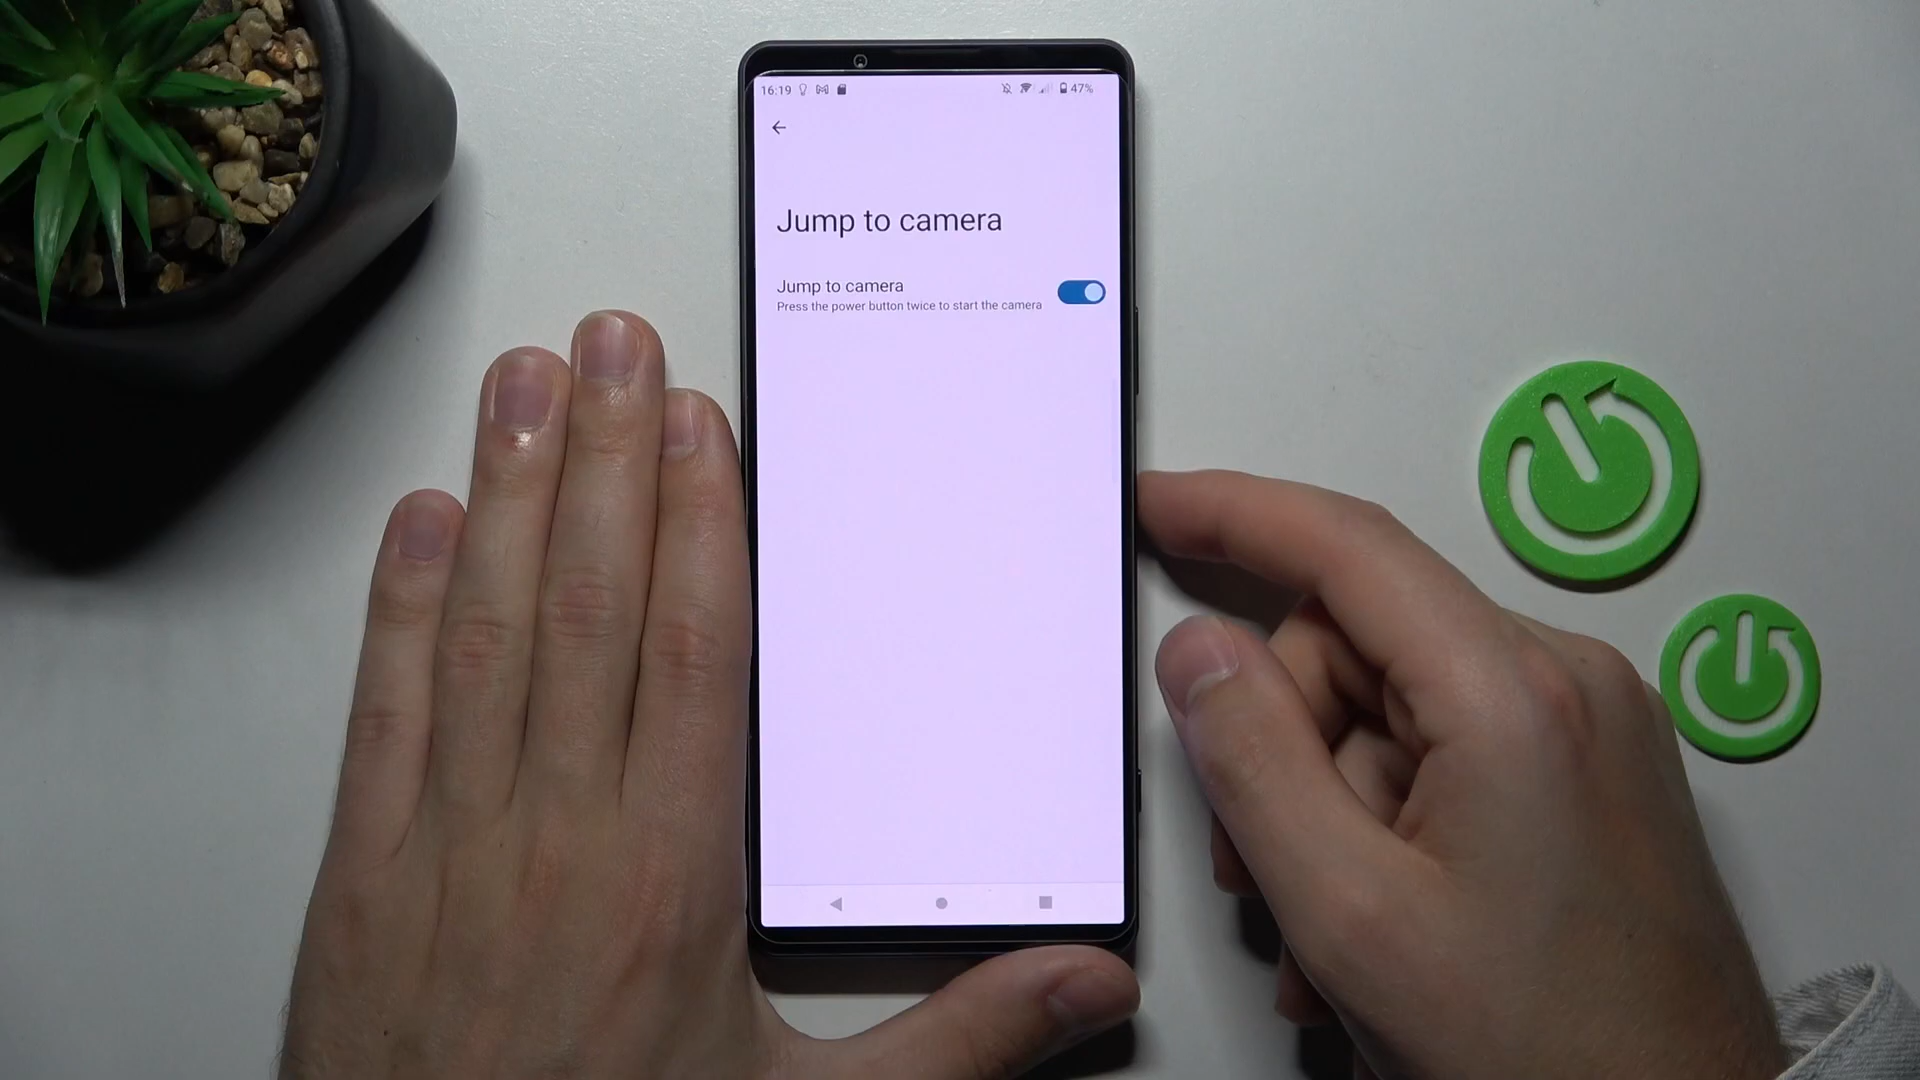 16:19 47%
Jump to camera
Jump to camera
Press the power button twice to start the camera